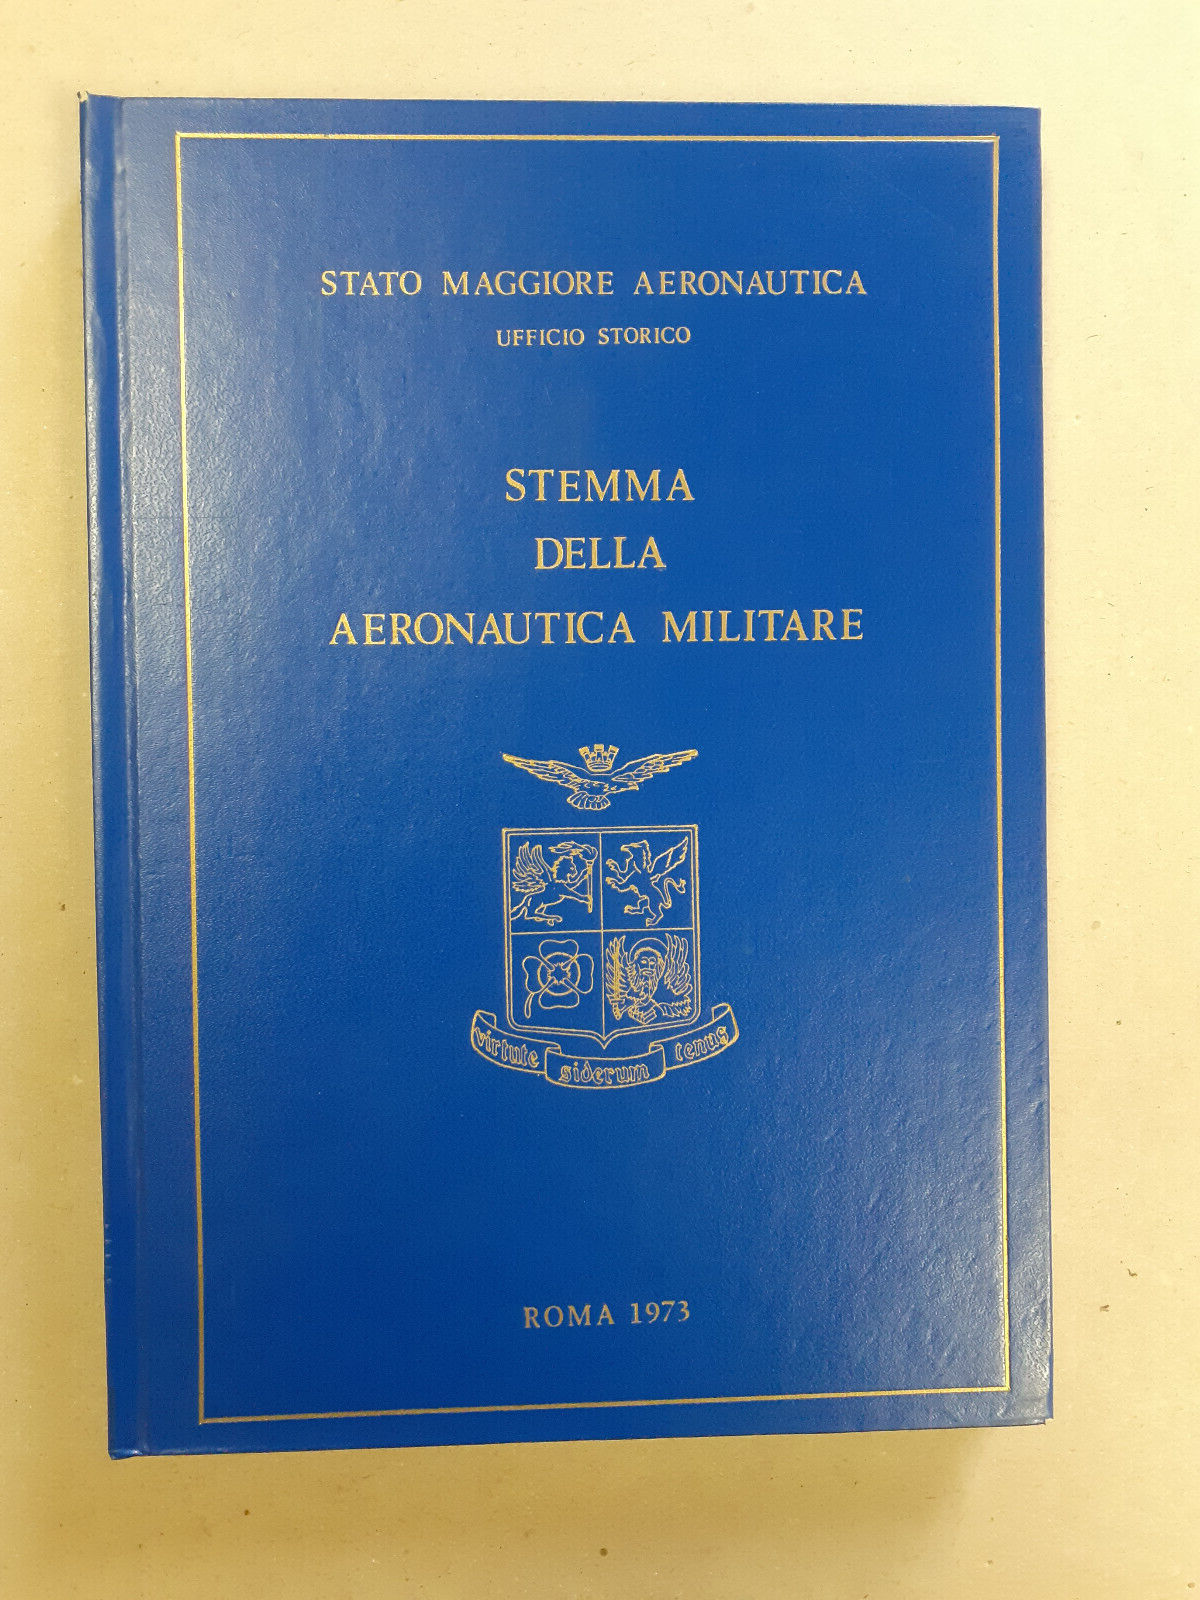 STATO MAGGIORE AERONAUTICA
UFFICIO STORICO
STEMMA
DELLA
AERONAUTICA MILITARE
virtute siderum tenus
ROMA 1973